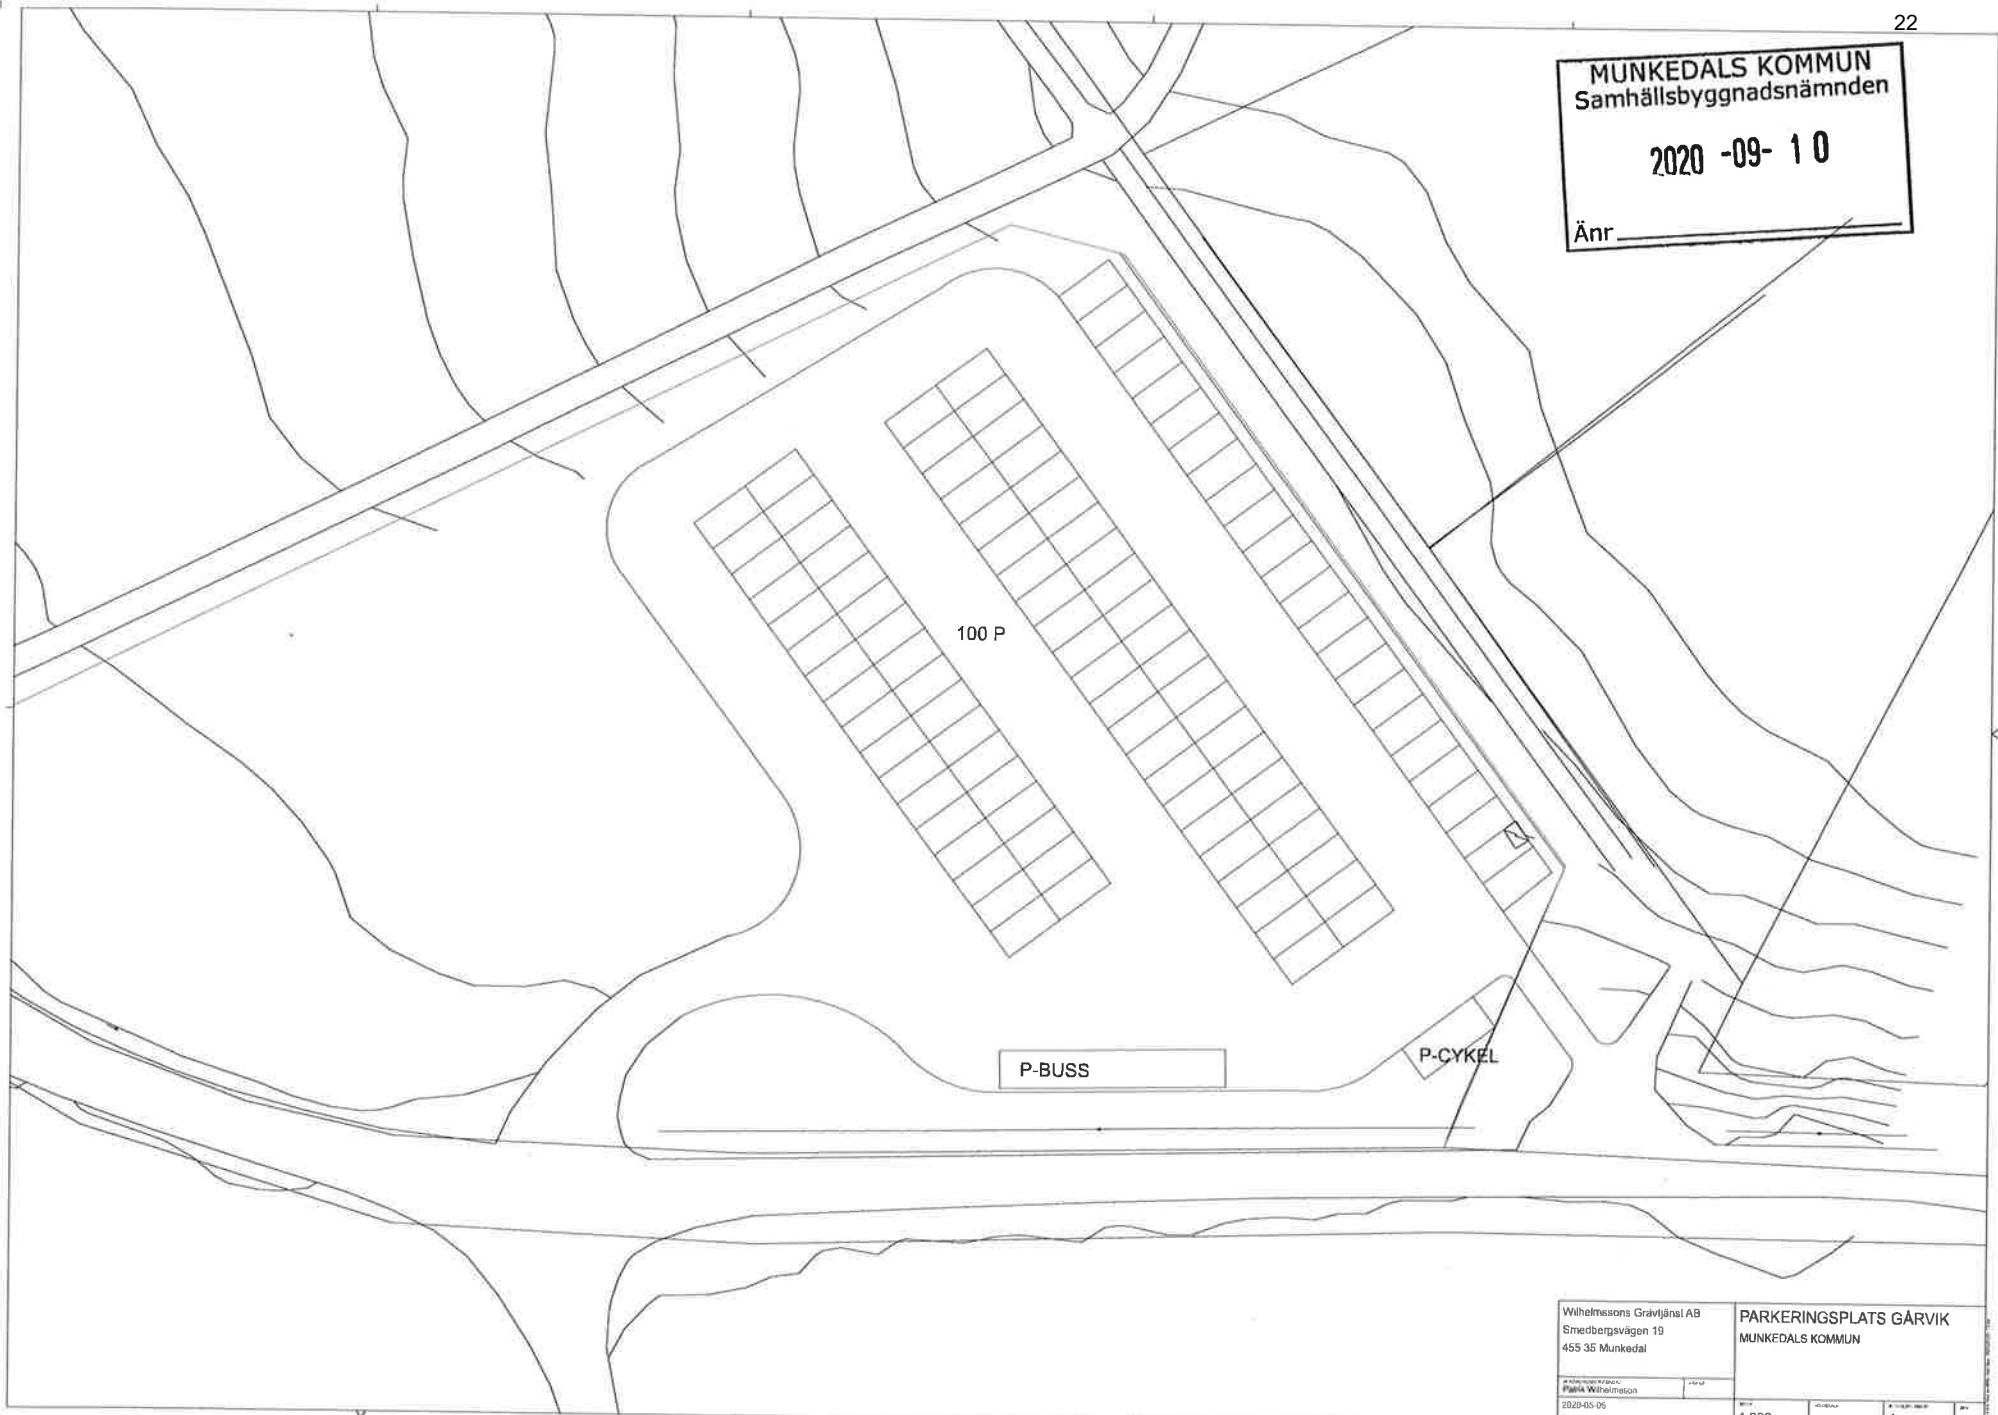 22
MUNKEDALS KOMMUN
Samhällsbyggnadsnämnden
2020 -09- 10
Änr
100 P
P-BUSS
P-CYKEL
Wilhelmssons Grävtjänst AB
Smedbergsvägen 19
455 35 Munkedal
PARKERINGSPLATS GÅRVIK
MUNKEDALS KOMMUN
Patrik Wilhelmsson
2020-05-06